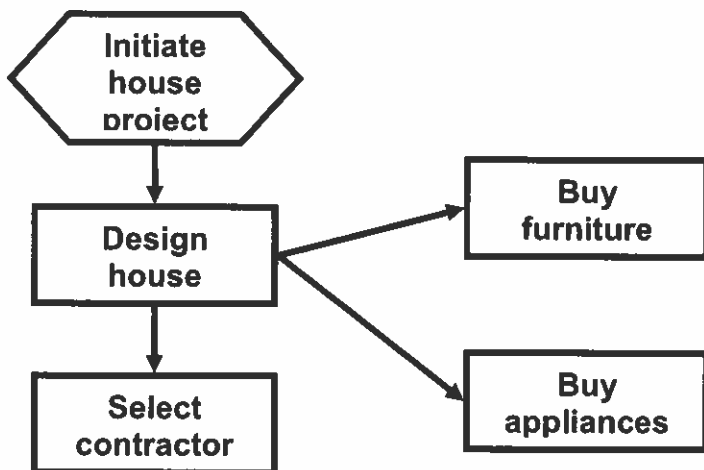 Initiate
house
project
Design
house
Select
contractor
Buy
furniture
Buy
appliances